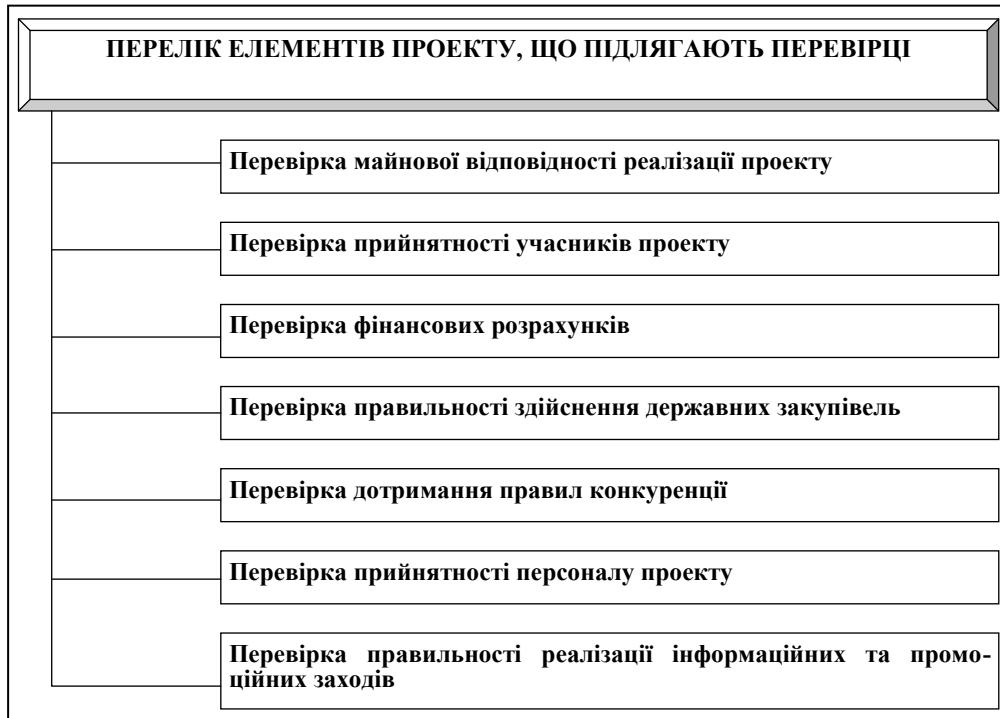 ПЕРЕЛІК ЕЛЕМЕНТІВ ПРОЕКТУ, ЩО ПІДЛЯГАЮТЬ ПЕРЕВІРЦІ
Перевірка майнової відповідності реалізації проекту
Перевірка прийнятності учасників проекту
Перевірка фінансових розрахунків
Перевірка правильності здійснення державних закупівель
Перевірка дотримання правил конкуренції
Перевірка прийнятності персоналу проекту
Перевірка правильності реалізації інформаційних та промо-
ційних заходів